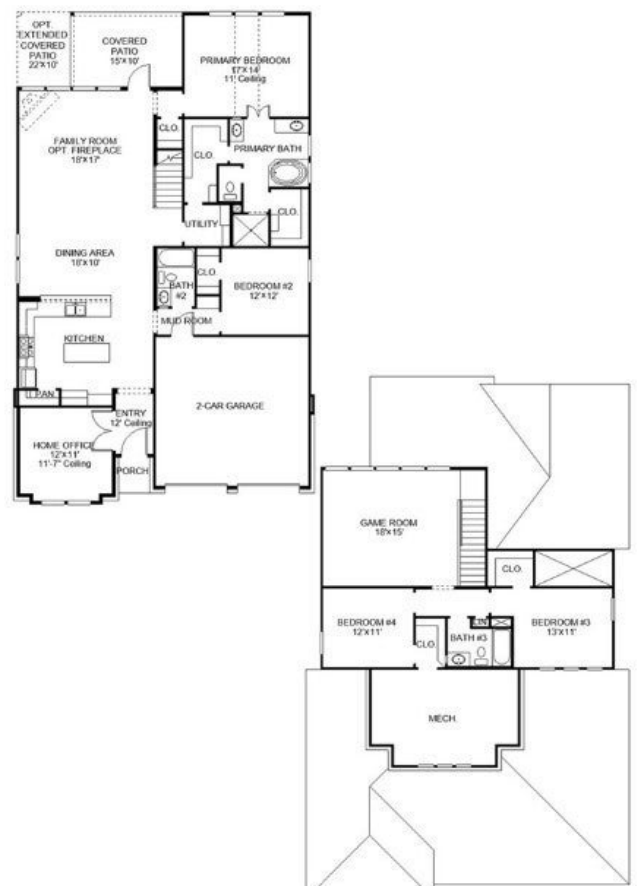 OPT.
EXTENDED
COVERED
PATIO
22'X10'
COVERED
PATIO
15'X10'
PRIMARY BEDROOM
17'X14'
11' Ceiling
CLO.
FAMILY ROOM
OPT. FIREPLACE
18'X17'
CLO.
PRIMARY BATH
CLO.
UTILITY
DINING AREA
18'X10'
BATH
#2
CLO.
BEDROOM #2
12'X12'
MUD ROOM
KITCHEN
PAN.
ENTRY
12' Ceiling
2-CAR GARAGE
HOME OFFICE
12'X11'
11'-7" Ceiling
PORCH
GAME ROOM
18'X15'
CLO.
BEDROOM #4
12'X11'
CLO.
LIN
BATH #3
BEDROOM #3
13'X11'
MECH.